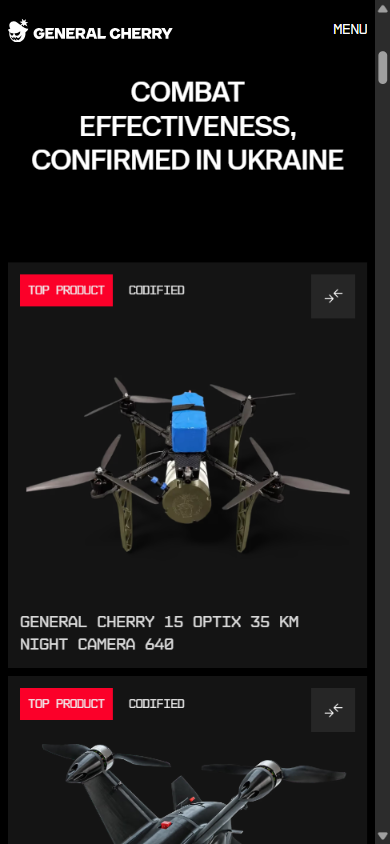 GENERAL CHERRY
MENU
COMBAT
EFFECTIVENESS,
CONFIRMED IN UKRAINE
TOP PRODUCT
CODIFIED
GENERAL CHERRY 15 OPTIX 35 KM
NIGHT CAMERA 640
TOP PRODUCT
CODIFIED